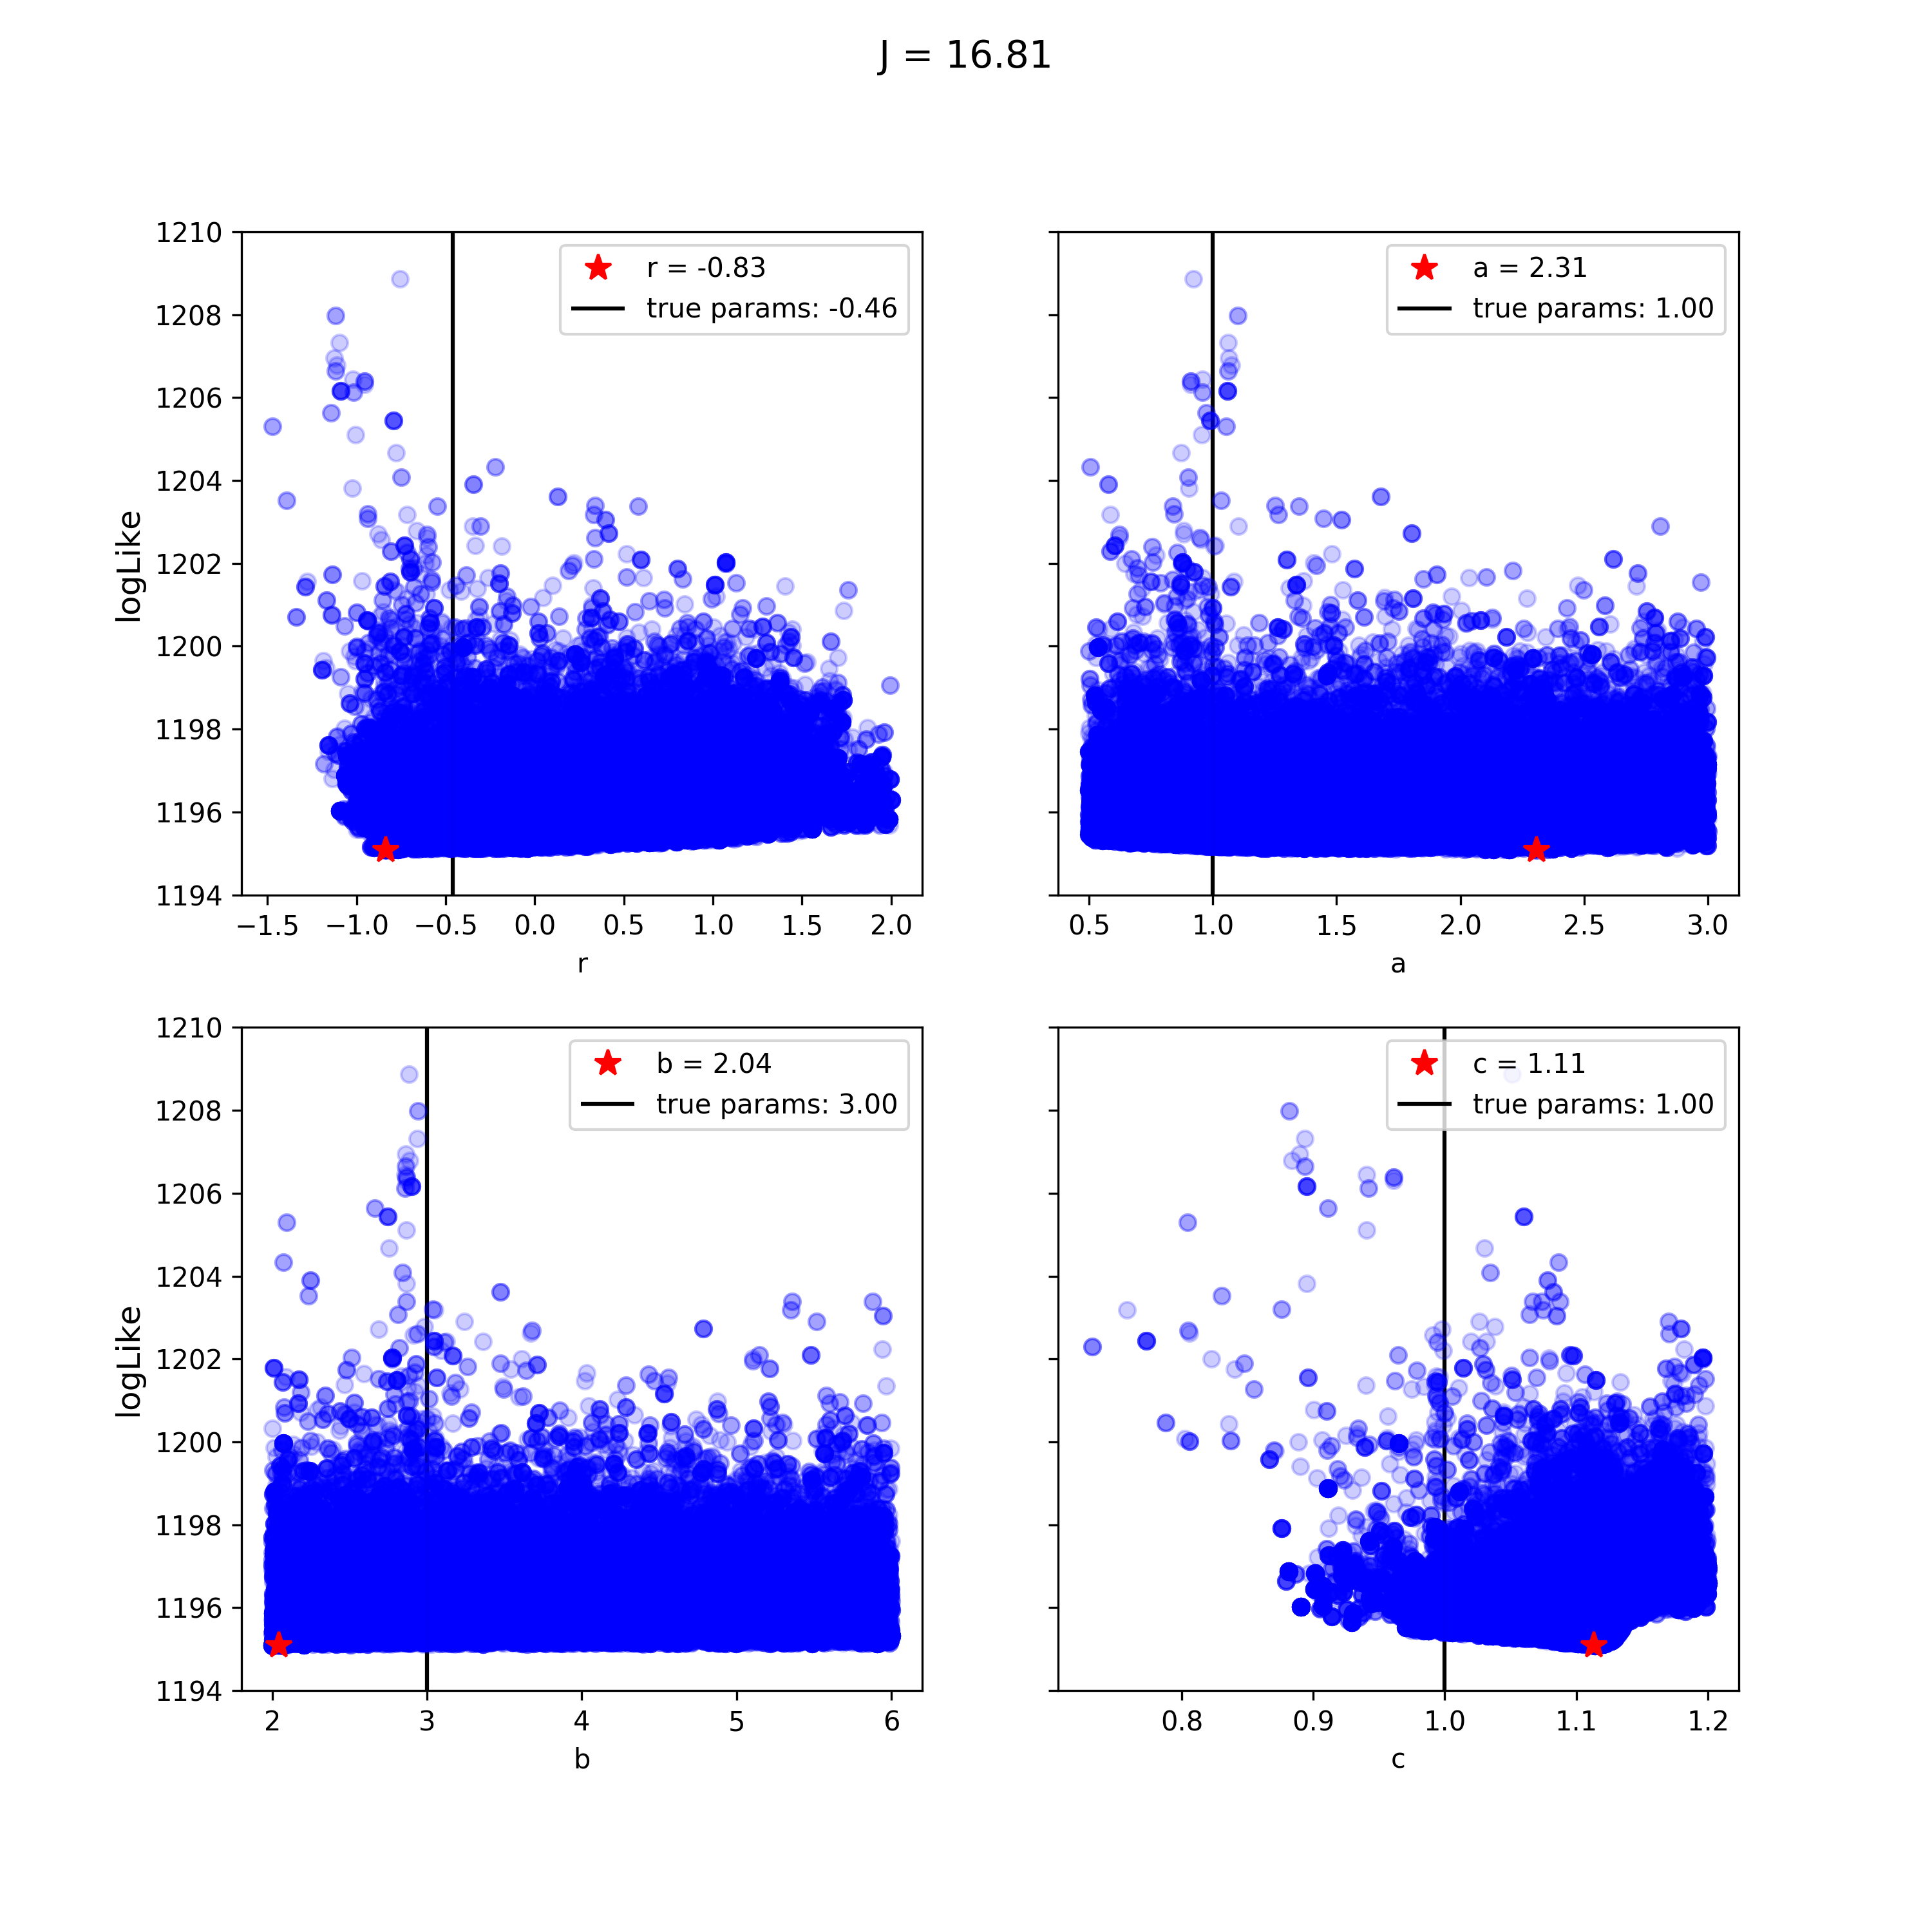 J = 16.81
1210
1208
1206
1204
1202
1200
1198
1196
1194
logLike
r = -0.83
true params: -0.46
−1.5 −1.0 −0.5 0.0 0.5 1.0 1.5 2.0
r
a = 2.31
true params: 1.00
0.5 1.0 1.5 2.0 2.5 3.0
a
1210
1208
1206
1204
1202
1200
1198
1196
1194
logLike
b = 2.04
true params: 3.00
2 3 4 5 6
b
c = 1.11
true params: 1.00
0.8 0.9 1.0 1.1 1.2
c